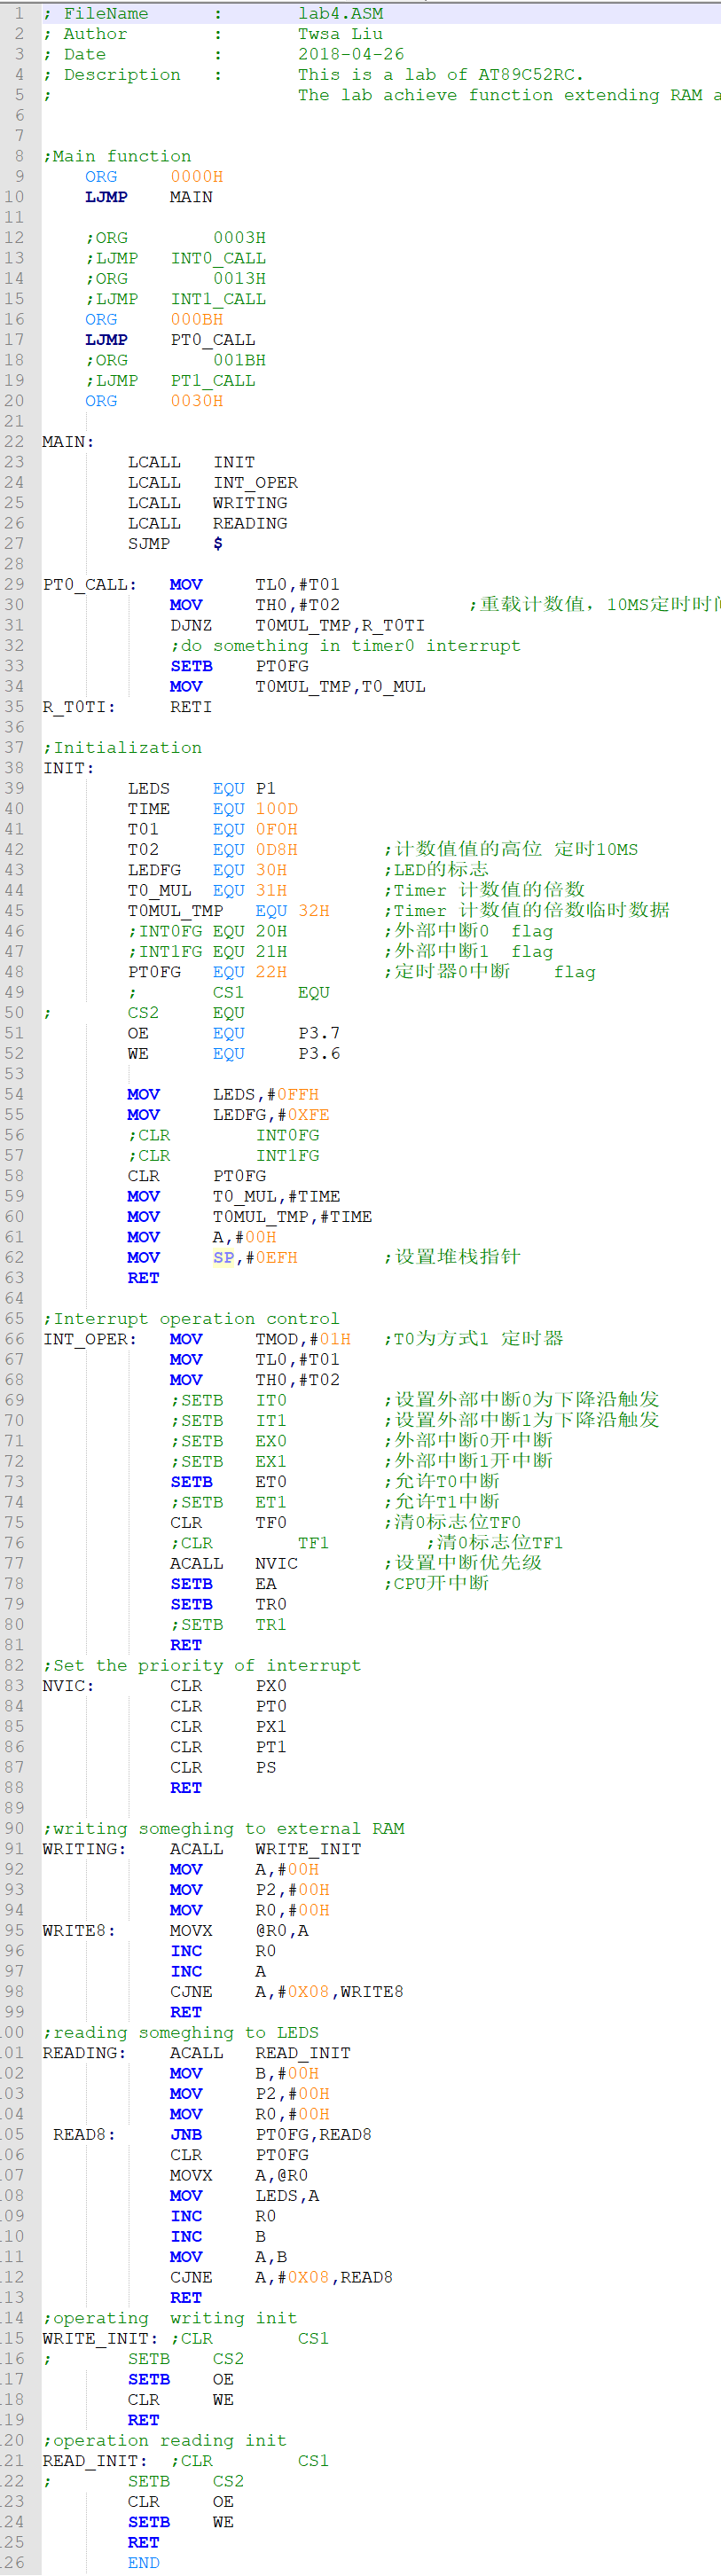 1 ; FileName : lab4.ASM
2 ; Author : Twsa Liu
3 ; Date : 2018-04-26
4 ; Description : This is a lab of AT89C52RC.
5 ; The lab achieve function extending RAM a
6
7
8 ;Main function
9 ORG 0000H
10 LJMP MAIN
11
12 ;ORG 0003H
13 ;LJMP INT0_CALL
14 ;ORG 0013H
15 ;LJMP INT1_CALL
16 ORG 000BH
17 LJMP PT0_CALL
18 ;ORG 001BH
19 ;LJMP PT1_CALL
20 ORG 0030H
21
22 MAIN:
23 LCALL INIT
24 LCALL INT_OPER
25 LCALL WRITING
26 LCALL READING
27 SJMP $
28
29 PT0_CALL: MOV TL0,#T01
30 MOV TH0,#T02 ;重载计数值，10MS定时时间
31 DJNZ T0MUL_TMP,R_T0TI
32 ;do something in timer0 interrupt
33 SETB PT0FG
34 MOV T0MUL_TMP,T0_MUL
35 R_T0TI: RETI
36
37 ;Initialization
38 INIT:
39 LEDS EQU P1
40 TIME EQU 100D
41 T01 EQU 0F0H
42 T02 EQU 0D8H ;计数值值的高位 定时10MS
43 LEDFG EQU 30H ;LED的标志
44 T0_MUL EQU 31H ;Timer 计数值的倍数
45 T0MUL_TMP EQU 32H ;Timer 计数值的倍数临时数据
46 ;INT0FG EQU 20H ;外部中断0 flag
47 ;INT1FG EQU 21H ;外部中断1 flag
48 PT0FG EQU 22H ;定时器0中断 flag
49 ; CS1 EQU
50 ; CS2 EQU
51 OE EQU P3.7
52 WE EQU P3.6
53
54 MOV LEDS,#0FFH
55 MOV LEDFG,#0XFE
56 ;CLR INT0FG
57 ;CLR INT1FG
58 CLR PT0FG
59 MOV T0_MUL,#TIME
60 MOV T0MUL_TMP,#TIME
61 MOV A,#00H
62 MOV SP,#0EFH ;设置堆栈指针
63 RET
64
65 ;Interrupt operation control
66 INT_OPER: MOV TMOD,#01H ;T0为方式1 定时器
67 MOV TL0,#T01
68 MOV TH0,#T02
69 ;SETB IT0 ;设置外部中断0为下降沿触发
70 ;SETB IT1 ;设置外部中断1为下降沿触发
71 ;SETB EX0 ;外部中断0开中断
72 ;SETB EX1 ;外部中断1开中断
73 SETB ET0 ;允许T0中断
74 ;SETB ET1 ;允许T1中断
75 CLR TF0 ;清0标志位TF0
76 ;CLR TF1 ;清0标志位TF1
77 ACALL NVIC ;设置中断优先级
78 SETB EA ;CPU开中断
79 SETB TR0
80 ;SETB TR1
81 RET
82 ;Set the priority of interrupt
83 NVIC: CLR PX0
84 CLR PT0
85 CLR PX1
86 CLR PT1
87 CLR PS
88 RET
89
90 ;writing someghing to external RAM
91 WRITING: ACALL WRITE_INIT
92 MOV A,#00H
93 MOV P2,#00H
94 MOV R0,#00H
95 WRITE8: MOVX @R0,A
96 INC R0
97 INC A
98 CJNE A,#0X08,WRITE8
99 RET
00 ;reading someghing to LEDS
01 READING: ACALL READ_INIT
02 MOV B,#00H
03 MOV P2,#00H
04 MOV R0,#00H
05 READ8: JNB PT0FG,READ8
06 CLR PT0FG
07 MOVX A,@R0
08 MOV LEDS,A
09 INC R0
10 INC B
11 MOV A,B
12 CJNE A,#0X08,READ8
13 RET
14 ;operating writing init
15 WRITE_INIT: ;CLR CS1
16 ; SETB CS2
17 SETB OE
18 CLR WE
19 RET
20 ;operation reading init
21 READ_INIT: ;CLR CS1
22 ; SETB CS2
23 CLR OE
24 SETB WE
25 RET
26 END